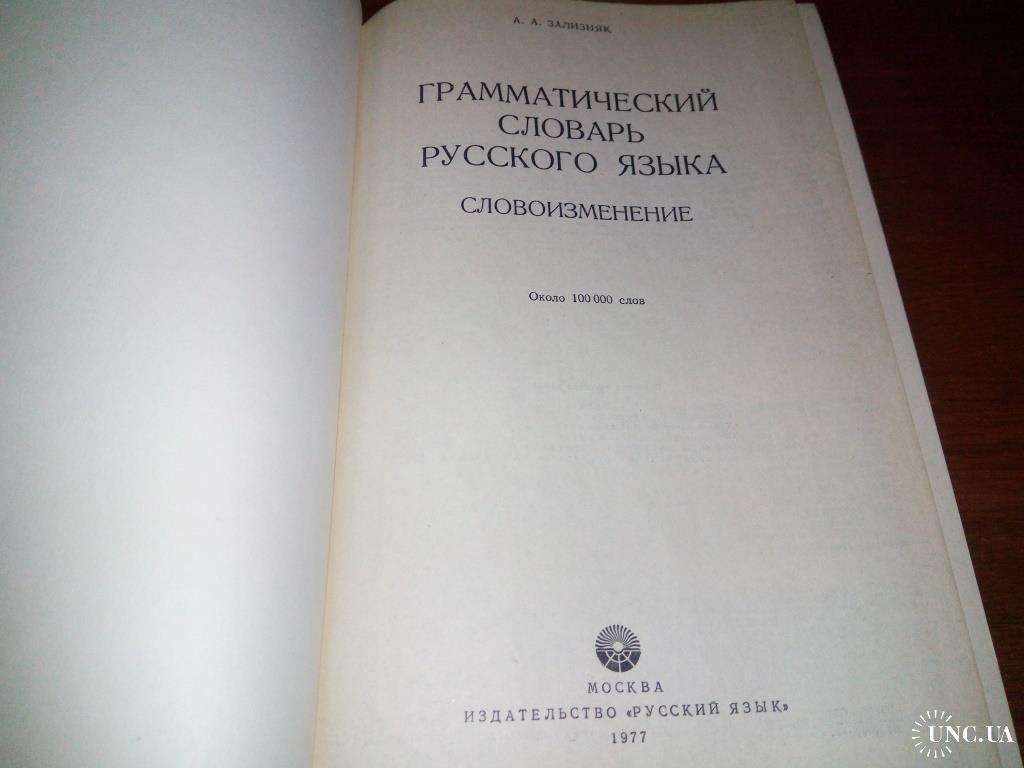 А. А. ЗАЛИЗНЯК
ГРАММАТИЧЕСКИЙ
СЛОВАРЬ
РУССКОГО ЯЗЫКА
СЛОВОИЗМЕНЕНИЕ
Около 100 000 слов
МОСКВА
ИЗДАТЕЛЬСТВО «РУССКИЙ ЯЗЫК»
1977
UNC.UA